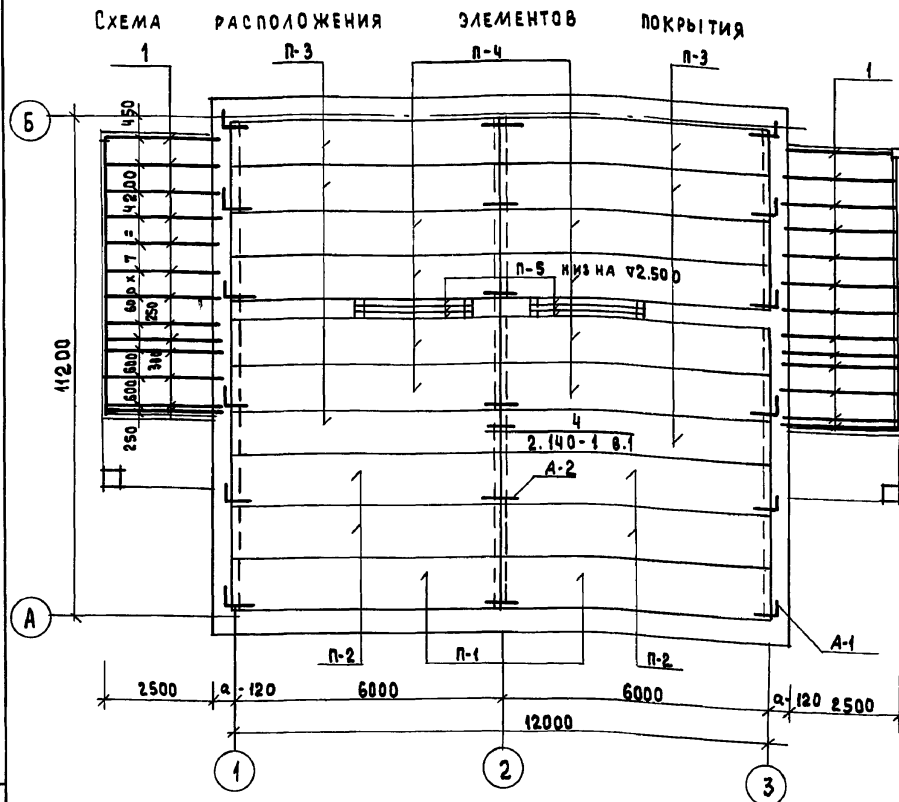 СХЕМА РАСПОЛОЖЕНИЯ ЭЛЕМЕНТОВ ПОКРЫТИЯ
1 П-3 П-4 П-3 1
Б
450
600 х 7 = 4200
250
300
600 600
250
11200
П-5 НИЗ НА ∇2.500
4
2.140-1 в.1
А-2
А
П-2 П-1 П-2 А-1
2500 а-120 6000 6000 а-120 2500
12000
1 2 3